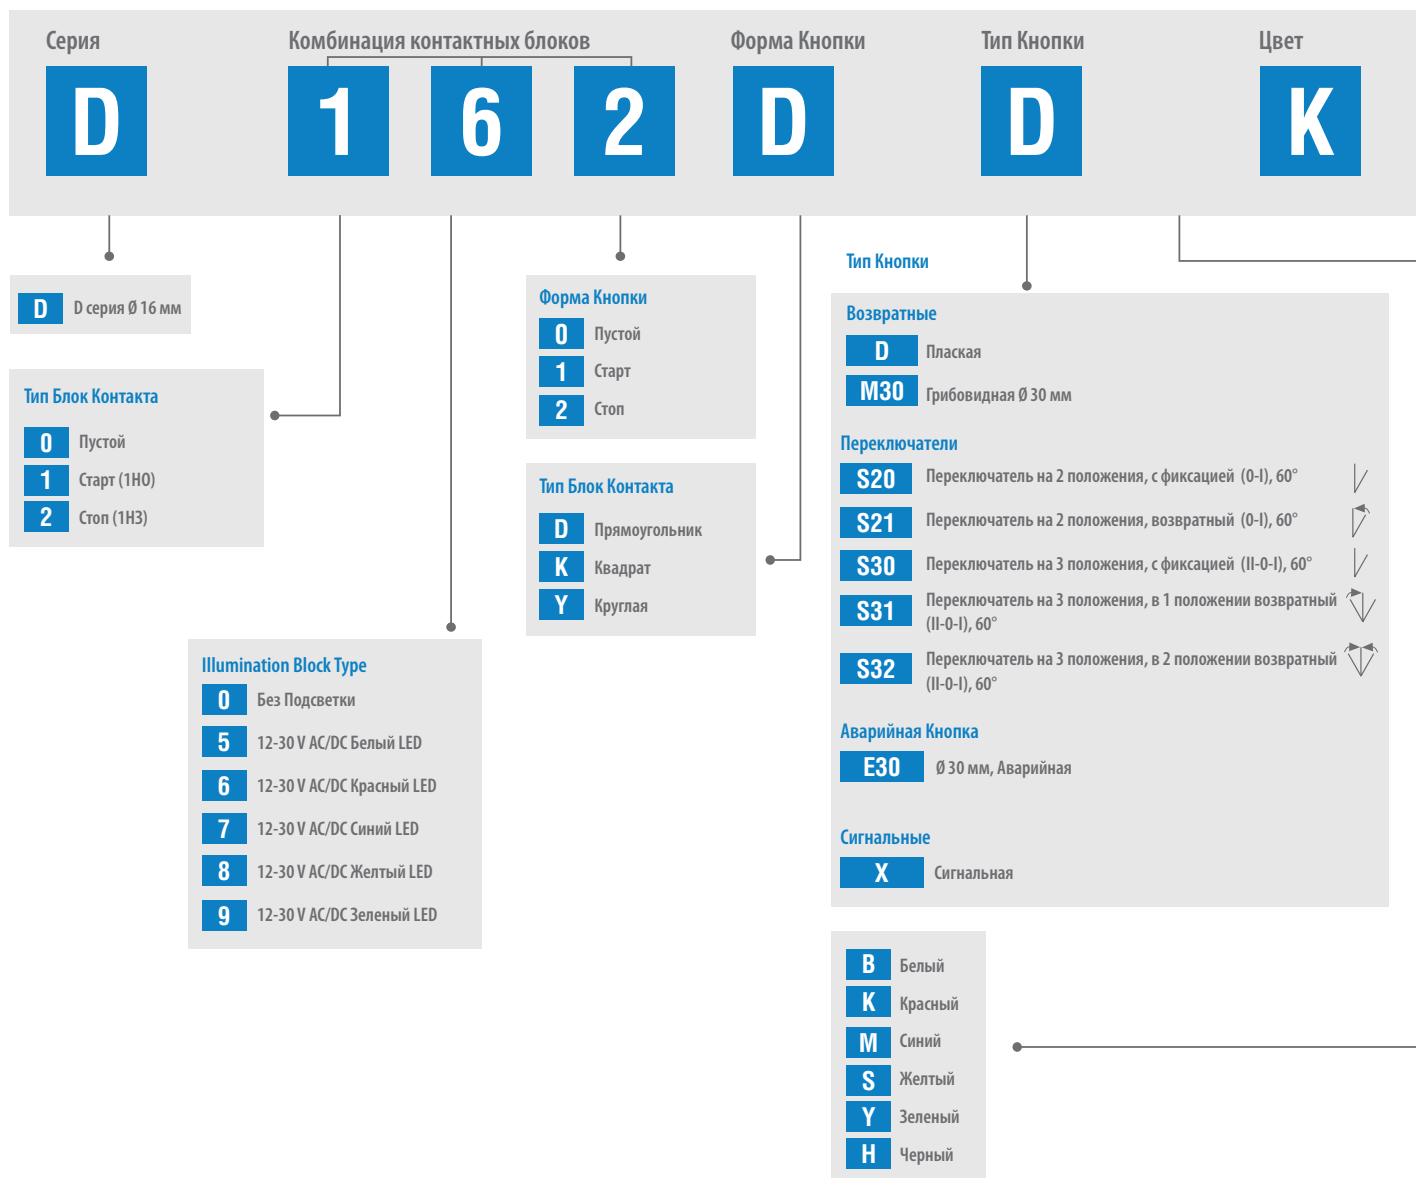 Серия
Комбинация контактных блоков
Форма Кнопки
Тип Кнопки
Цвет
D
1
6
2
D
D
K
D
D серия Ø 16 мм
Тип Блок Контакта
0
Пустой
1
Старт (1НО)
2
Стоп (1НЗ)
Illumination Block Type
0
Без Подсветки
5
12-30 V AC/DC Белый LED
6
12-30 V AC/DC Красный LED
7
12-30 V AC/DC Синий LED
8
12-30 V AC/DC Желтый LED
9
12-30 V AC/DC Зеленый LED
Форма Кнопки
0
Пустой
1
Старт
2
Стоп
Тип Блок Контакта
D
Прямоугольник
K
Квадрат
Y
Круглая
Тип Кнопки
Возвратные
D
Плаская
M30
Грибовидная Ø 30 мм
Переключатели
S20
Переключатель на 2 положения, с фиксацией (0-I), 60°
S21
Переключатель на 2 положения, возвратный (0-I), 60°
S30
Переключатель на 3 положения, с фиксацией (II-0-I), 60°
S31
Переключатель на 3 положения, в 1 положении возвратный
(II-0-I), 60°
S32
Переключатель на 3 положения, в 2 положении возвратный
(II-0-I), 60°
Аварийная Кнопка
E30
Ø 30 мм, Аварийная
Сигнальные
X
Сигнальная
B
Белый
K
Красный
M
Синий
S
Желтый
Y
Зеленый
H
Черный